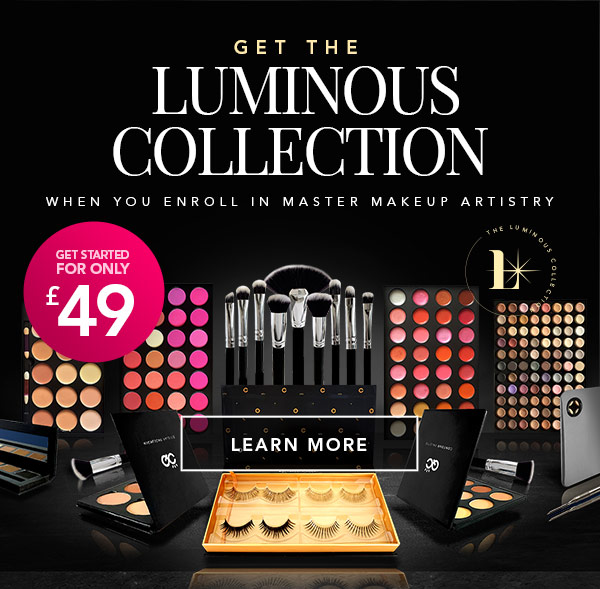 GET THE
LUMINOUS
COLLECTION
WHEN YOU ENROLL IN MASTER MAKEUP ARTISTRY
GET STARTED
FOR ONLY
£49
THE LUMINOUS COLLECTION
L
LEARN MORE